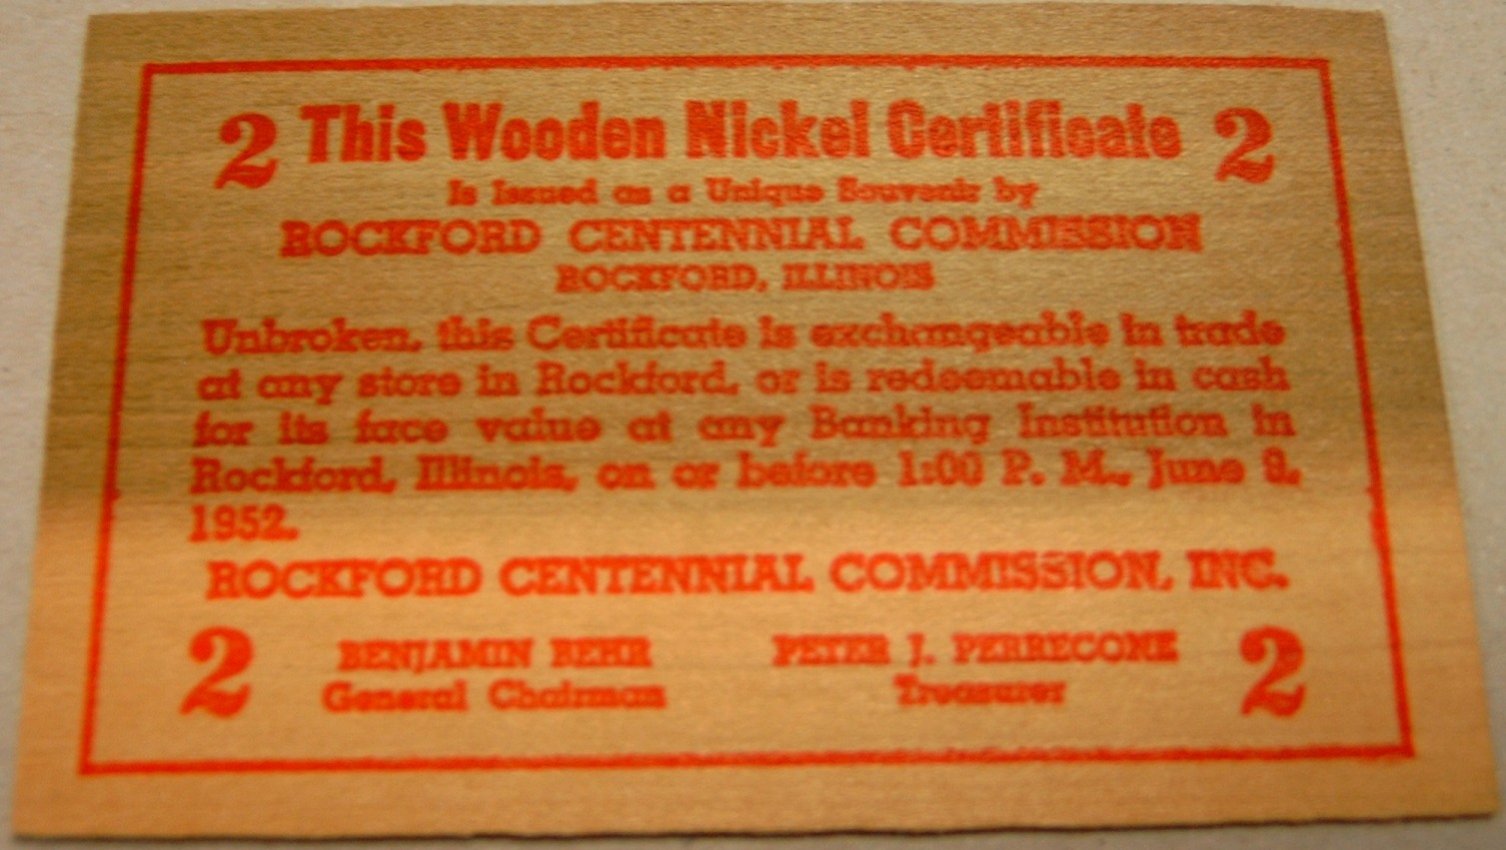 2 This Wooden Nickel Certificate 2
Is Issued as a Unique Souvenir by
ROCKFORD CENTENNIAL COMMISSION
ROCKFORD, ILLINOIS
Unbroken, this Certificate is exchangeable in trade
at any store in Rockford, or is redeemable in cash
for its face value at any Banking Institution in
Rockford, Illinois, on or before 1:00 P. M., June
1952.
ROCKFORD CENTENNIAL COMMISSION, INC.
2 BENJAMIN BEHR PETER J. PERRECONE 2
General Chairman Treasurer